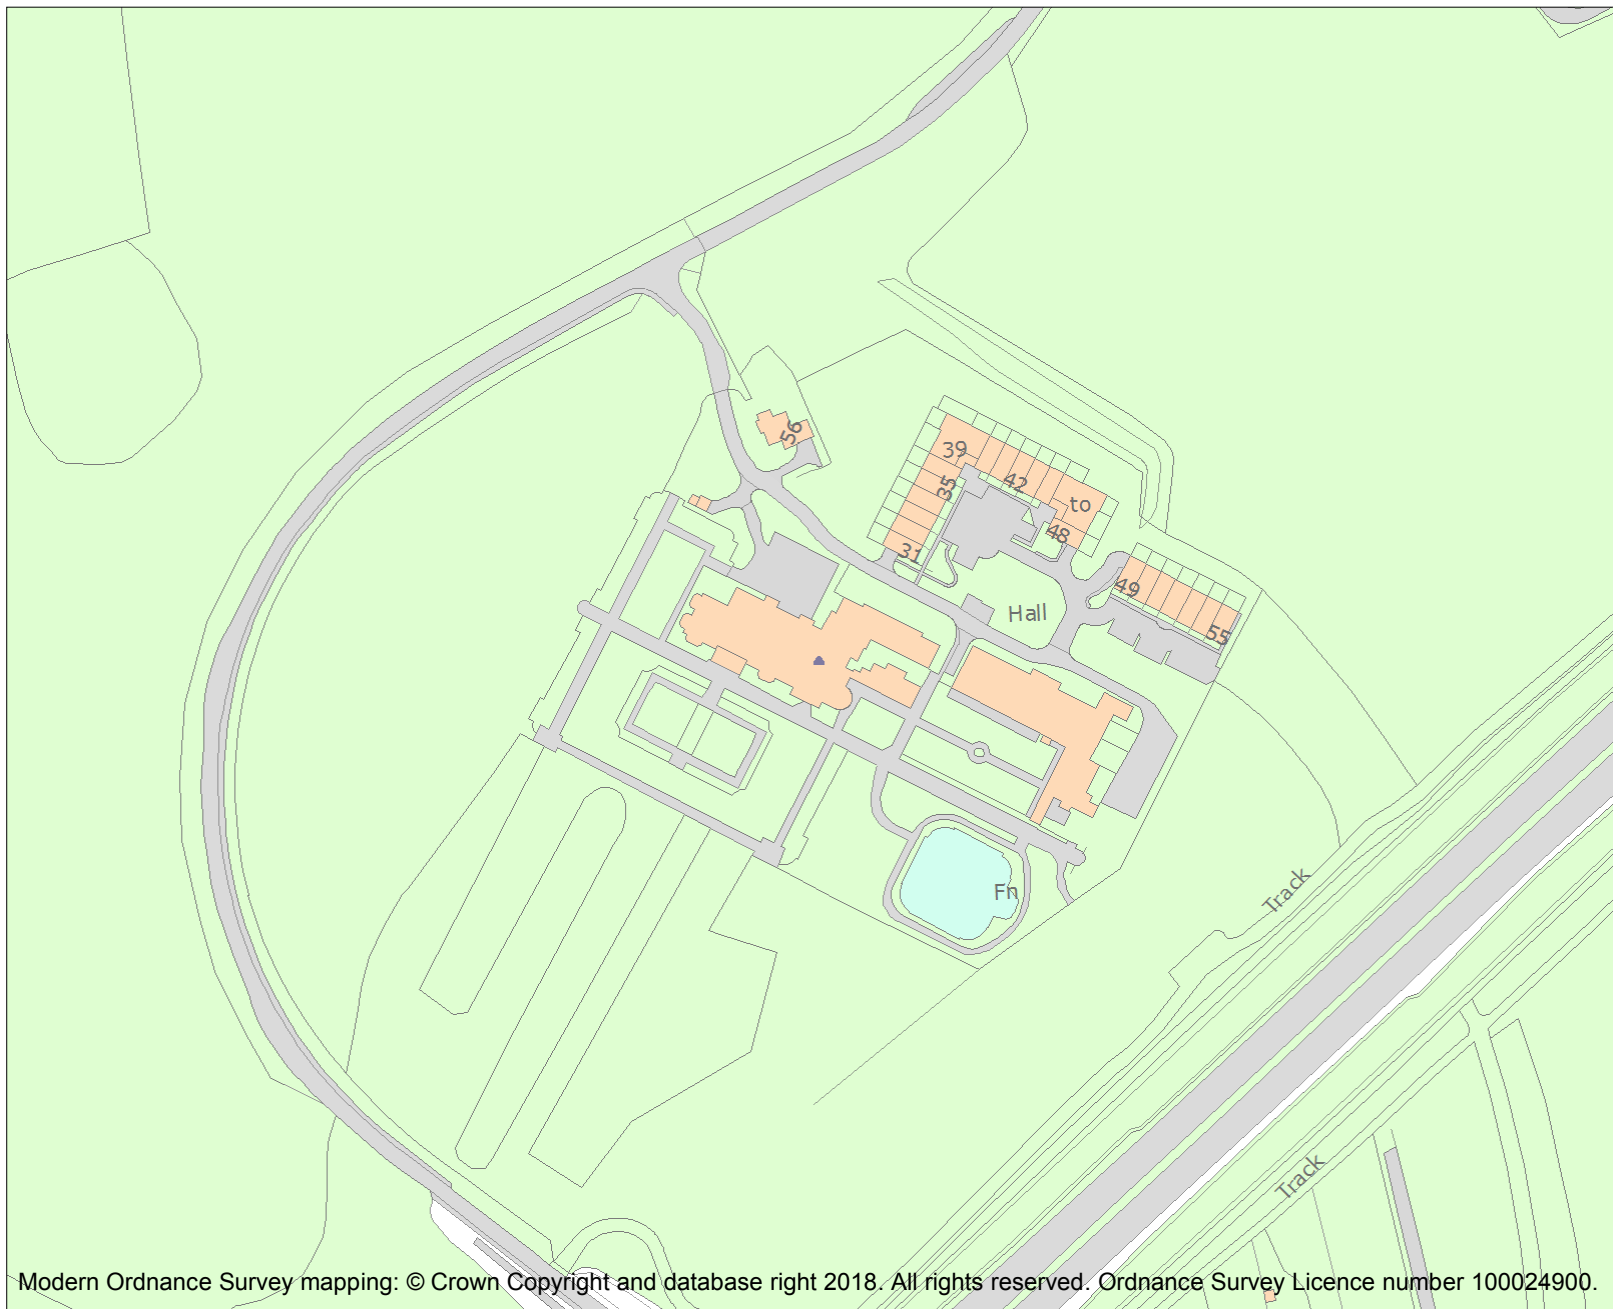 56
39
35
42
to
48
31
49
Hall
55
Fn
Track
Track
Modern Ordnance Survey mapping: © Crown Copyright and database right 2018. All rights reserved. Ordnance Survey Licence number 100024900.